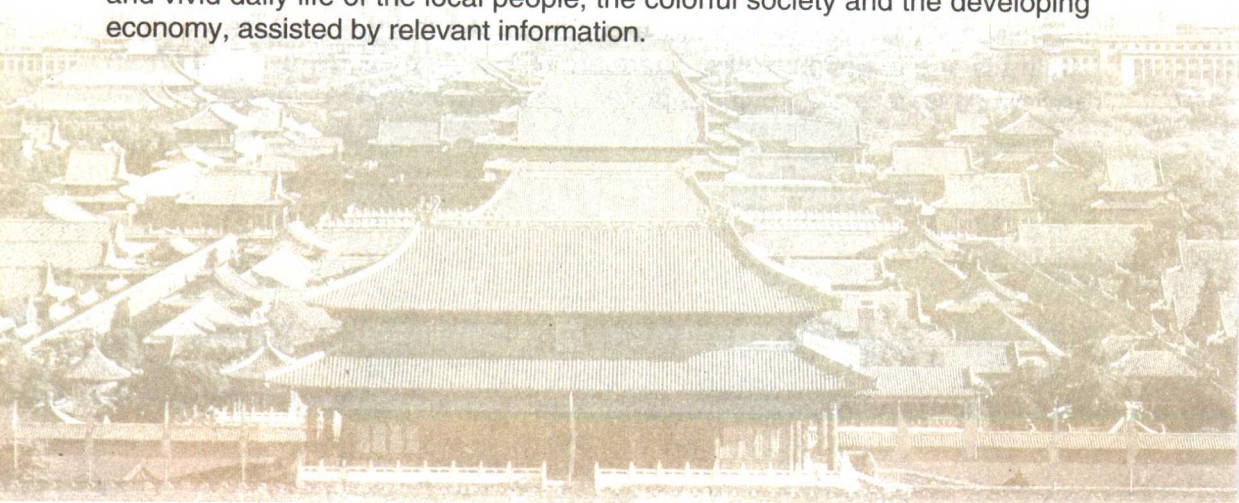 and vivid daily life of the local people, the colorful society and the developing
economy, assisted by relevant information.